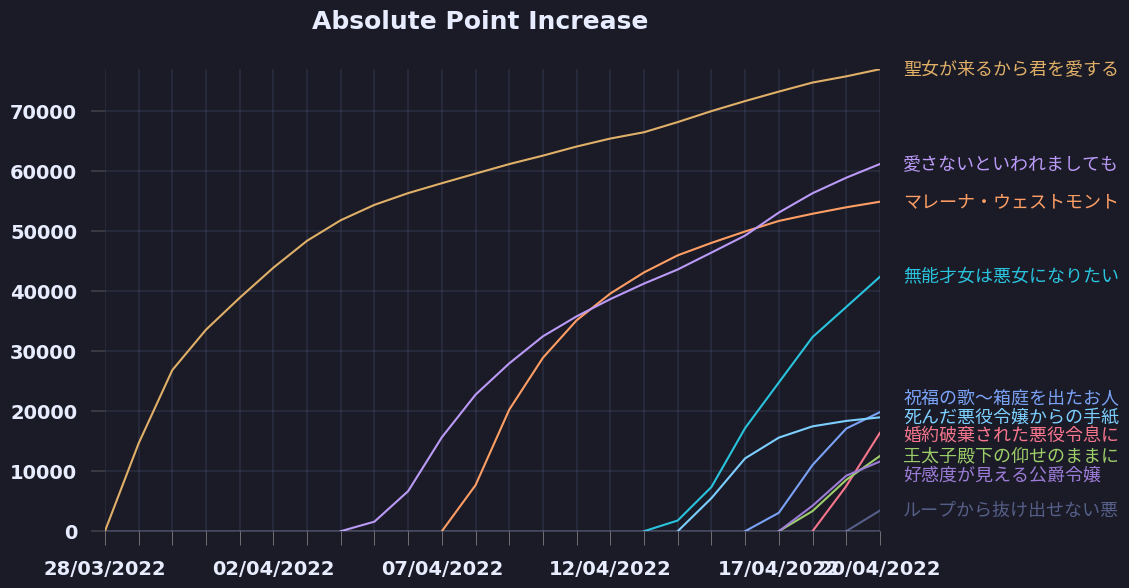 Absolute Point Increase
聖女が来るから君を愛する
70000
愛さないといわれましても
60000
マレーナ・ウェストモント
50000
無能才女は悪女になりたい
40000
30000
祝福の歌〜箱庭を出たお人
20000
死んだ悪役令嬢からの手紙
婚約破棄された悪役令息に
王太子殿下の仰せのままに
10000
好感度が見える公爵令嬢
ループから抜け出せない悪
0
28/03/2022 02/04/2022 07/04/2022 12/04/2022 17/04/2022 20/04/2022